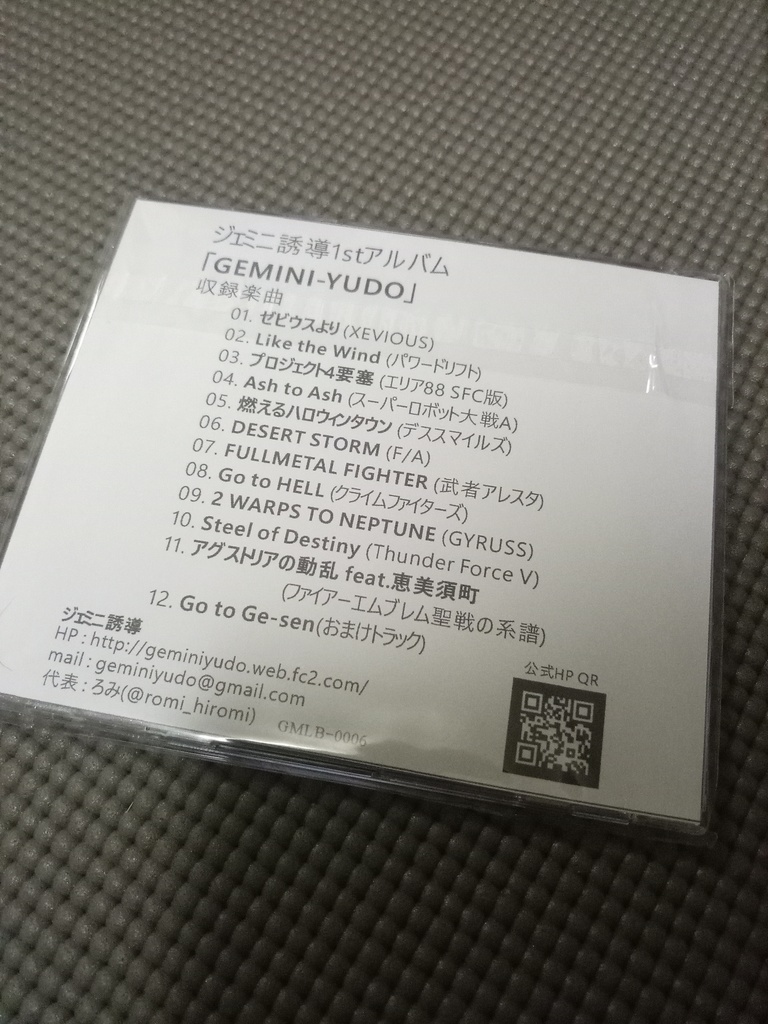 ジェミニ誘導1stアルバム
「GEMINI-YUDO」
収録楽曲
01. ゼビウスより (XEVIOUS)
02. Like the Wind (パワードリフト)
03. プロジェクト4要塞 (エリア88 SFC版)
04. Ash to Ash (スーパーロボット大戦A)
05. 燃えるハロウィンタウン (デススマイルズ)
06. DESERT STORM (F/A)
07. FULLMETAL FIGHTER (武者アレスタ)
08. Go to HELL (クライムファイターズ)
09. 2 WARPS TO NEPTUNE (GYRUSS)
10. Steel of Destiny (Thunder Force V)
11. アグストリアの動乱 feat.恵美須町
(ファイアーエムブレム聖戦の系譜)
12. Go to Ge-sen(おまけトラック)
ジェミニ誘導
HP : http://geminiyudo.web.fc2.com/
mail : geminiyudo@gmail.com
代表 : ろみ(@romi_hiromi)
GMLB-0006
公式HP QR